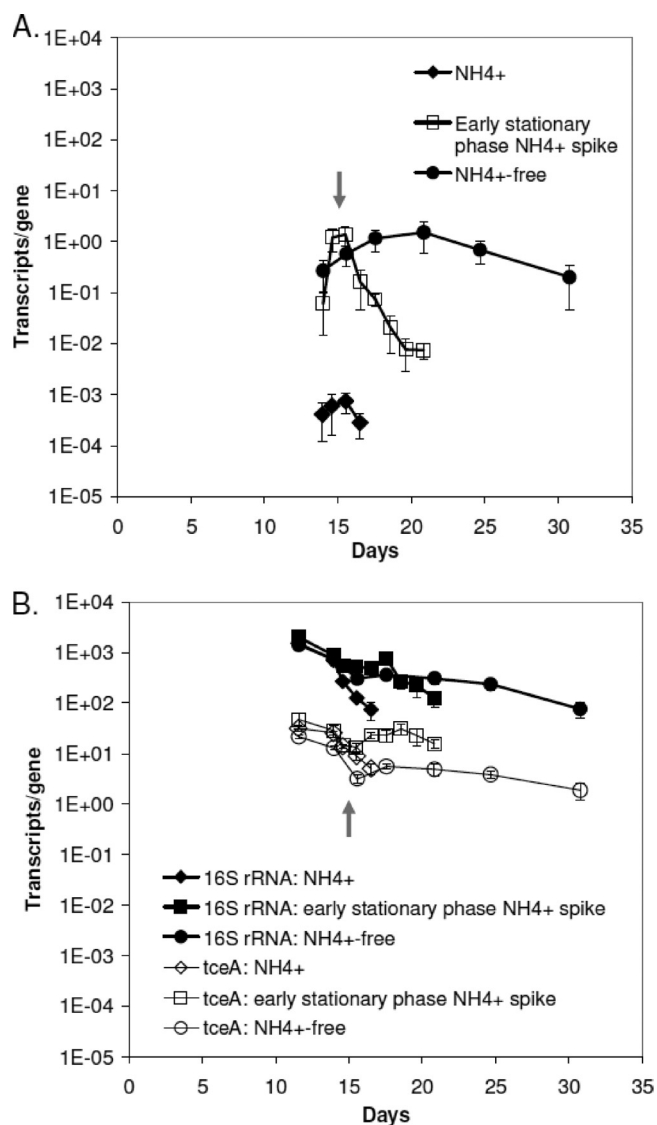 A.
1E+04
1E+03
1E+02
1E+01
1E+00
1E-01
1E-02
1E-03
1E-04
1E-05
Transcripts/gene
NH4+
Early stationary
phase NH4+ spike
NH4+-free
0 5 10 15 20 25 30 35
Days
B.
1E+04
1E+03
1E+02
1E+01
1E+00
1E-01
1E-02
1E-03
1E-04
1E-05
Transcripts/gene
16S rRNA: NH4+
16S rRNA: early stationary phase NH4+ spike
16S rRNA: NH4+-free
tceA: NH4+
tceA: early stationary phase NH4+ spike
tceA: NH4+-free
0 5 10 15 20 25 30 35
Days